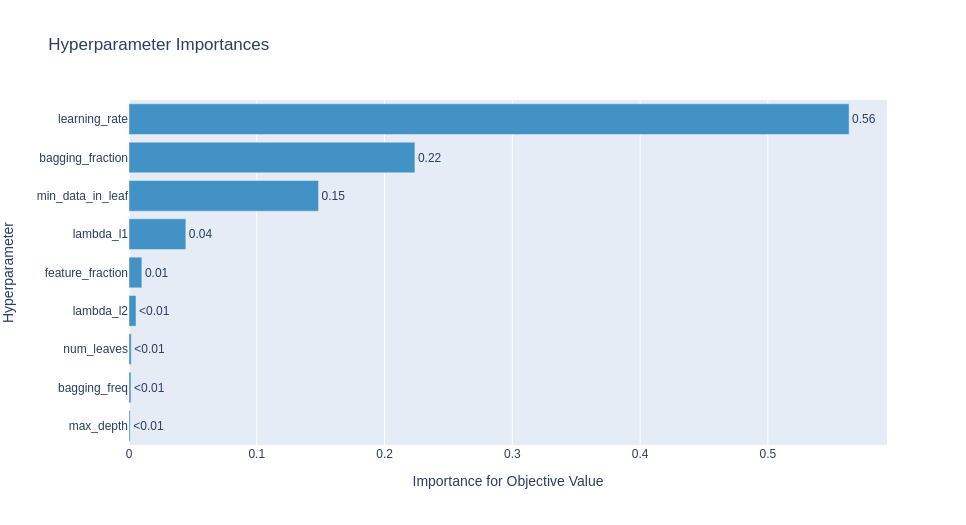 Hyperparameter Importances
learning_rate 0.56
bagging_fraction 0.22
min_data_in_leaf 0.15
lambda_l1 0.04
feature_fraction 0.01
lambda_l2 <0.01
num_leaves <0.01
bagging_freq <0.01
max_depth <0.01
0 0.1 0.2 0.3 0.4 0.5
Importance for Objective Value
Hyperparameter